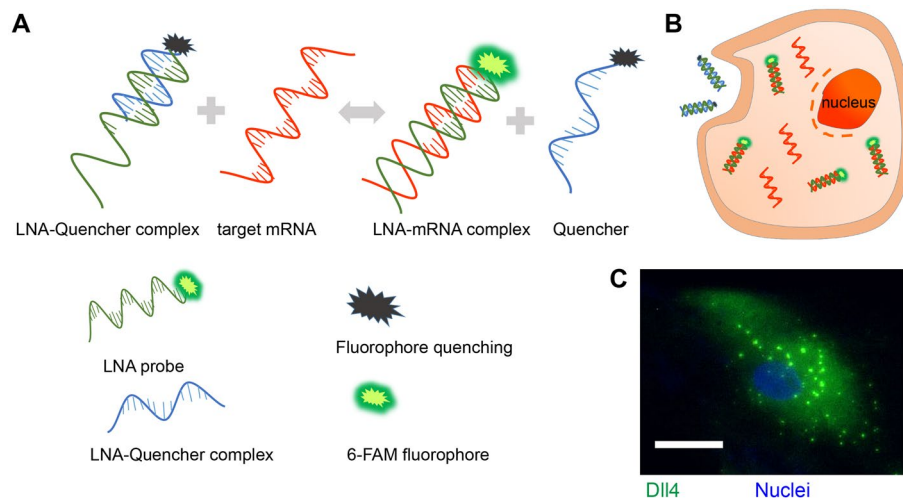 A
B
nucleus
LNA-Quencher complex
target mRNA
LNA-mRNA complex
Quencher
C
LNA probe
Fluorophore quenching
LNA-Quencher complex
6-FAM fluorophore
Dll4
Nuclei